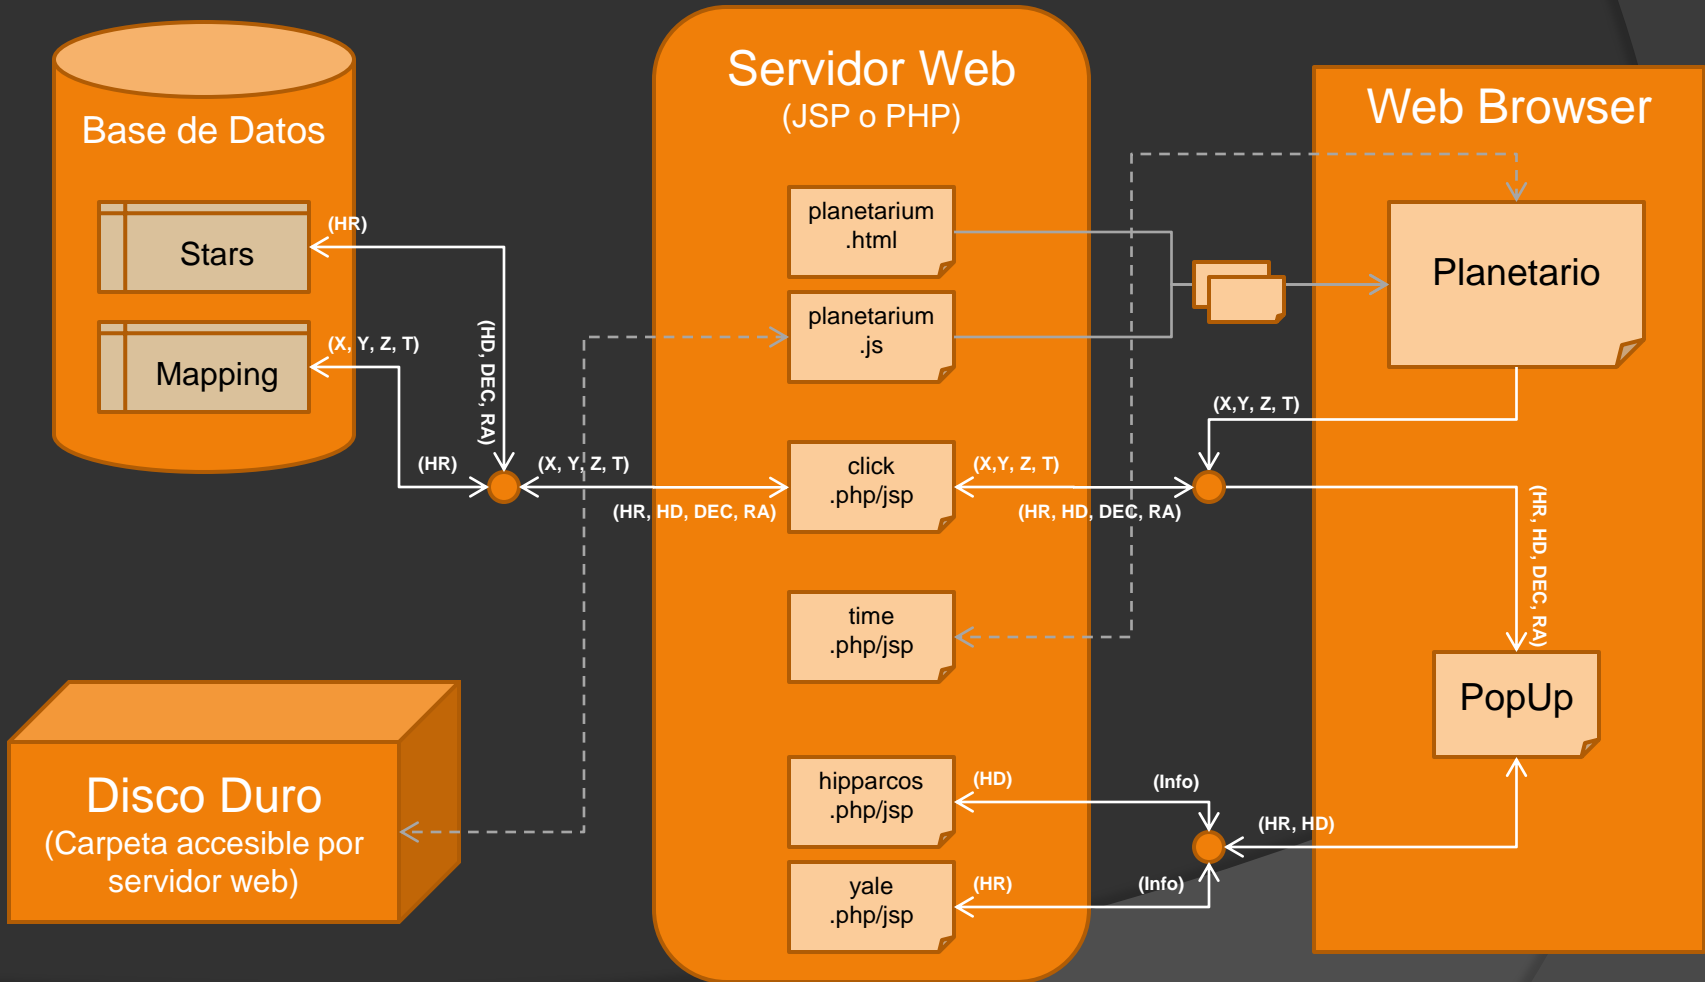 Base de Datos
Stars
Mapping
(HR)
(X, Y, Z, T)
(HD, DEC, RA)
(HR)
(X, Y, Z, T)
(HR, HD, DEC, RA)
Disco Duro
(Carpeta accesible por
servidor web)
Servidor Web
(JSP o PHP)
planetarium
.html
planetarium
.js
click
.php/jsp
time
.php/jsp
hipparcos
.php/jsp
yale
.php/jsp
(X,Y, Z, T)
(HR, HD, DEC, RA)
(X,Y, Z, T)
(HD)
(Info)
(HR)
(Info)
(HR, HD)
Web Browser
Planetario
(HR, HD, DEC, RA)
PopUp